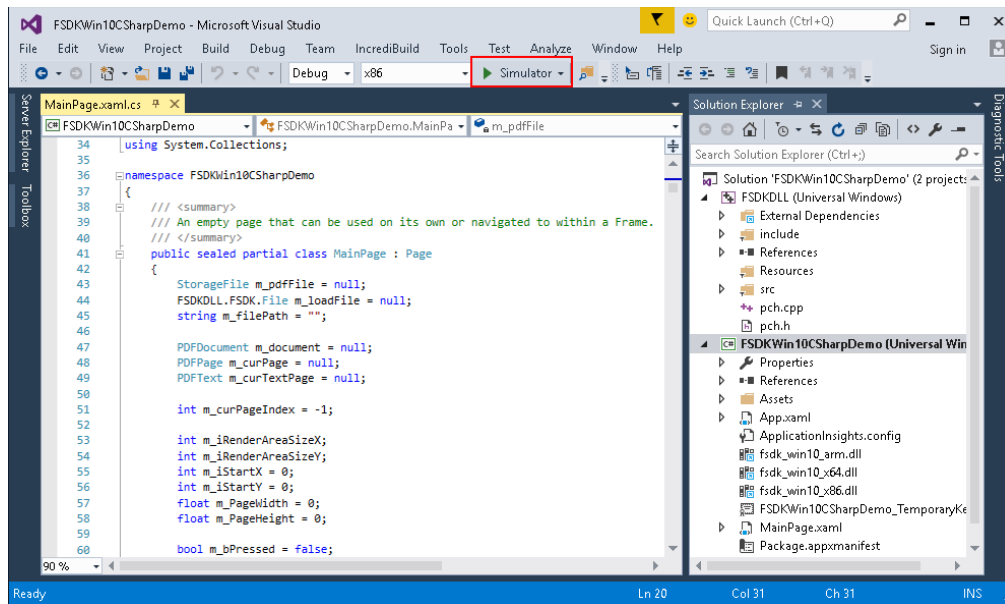 FSDKWin10CSharpDemo - Microsoft Visual Studio
Quick Launch (Ctrl+Q)
File Edit View Project Build Debug Team IncrediBuild Tools Test Analyze Window Help
Sign in
Debug x86 Simulator
Server Explorer
Toolbox
MainPage.xaml.cs
FSDKWin10CSharpDemo FSDKWin10CSharpDemo.MainPa m_pdfFile
34 using System.Collections;
35
36 namespace FSDKWin10CSharpDemo
37 {
38 /// <summary>
39 /// An empty page that can be used on its own or navigated to within a Frame.
40 /// </summary>
41 public sealed partial class MainPage : Page
42 {
43 StorageFile m_pdfFile = null;
44 FSDKDLL.FSDK.File m_loadFile = null;
45 string m_filePath = "";
46
47 PDFDocument m_document = null;
48 PDFPage m_curPage = null;
49 PDFText m_curTextPage = null;
50
51 int m_curPageIndex = -1;
52
53 int m_iRenderAreaSizeX;
54 int m_iRenderAreaSizeY;
55 int m_iStartX = 0;
56 int m_iStartY = 0;
57 float m_PageWidth = 0;
58 float m_PageHeight = 0;
59
60 bool m_bPressed = false;
90 %
Solution Explorer
Search Solution Explorer (Ctrl+;)
Solution 'FSDKWin10CSharpDemo' (2 projects
FSDKDLL (Universal Windows)
External Dependencies
include
References
Resources
src
pch.cpp
pch.h
FSDKWin10CSharpDemo (Universal Win
Properties
References
Assets
App.xaml
ApplicationInsights.config
fsdk_win10_arm.dll
fsdk_win10_x64.dll
fsdk_win10_x86.dll
FSDKWin10CSharpDemo_TemporaryKe
MainPage.xaml
Package.appxmanifest
Diagnostic Tools
Ready Ln 20 Col 31 Ch 31 INS